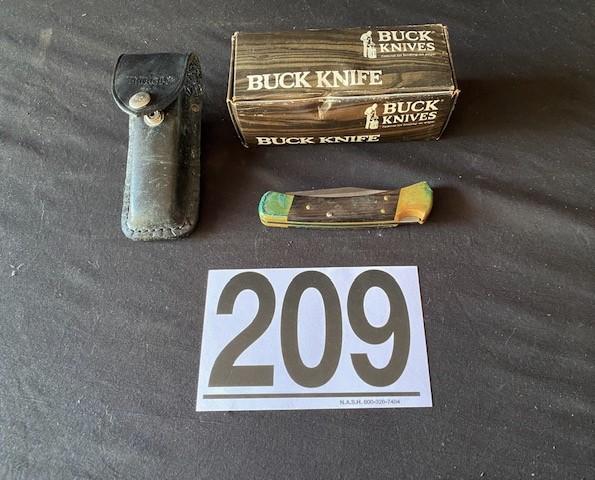 BUCK
KNIVES
BUCK KNIFE
BUCK
KNIVES
BUCK KNIFE
209
N.A.S.H. 800-326-7404